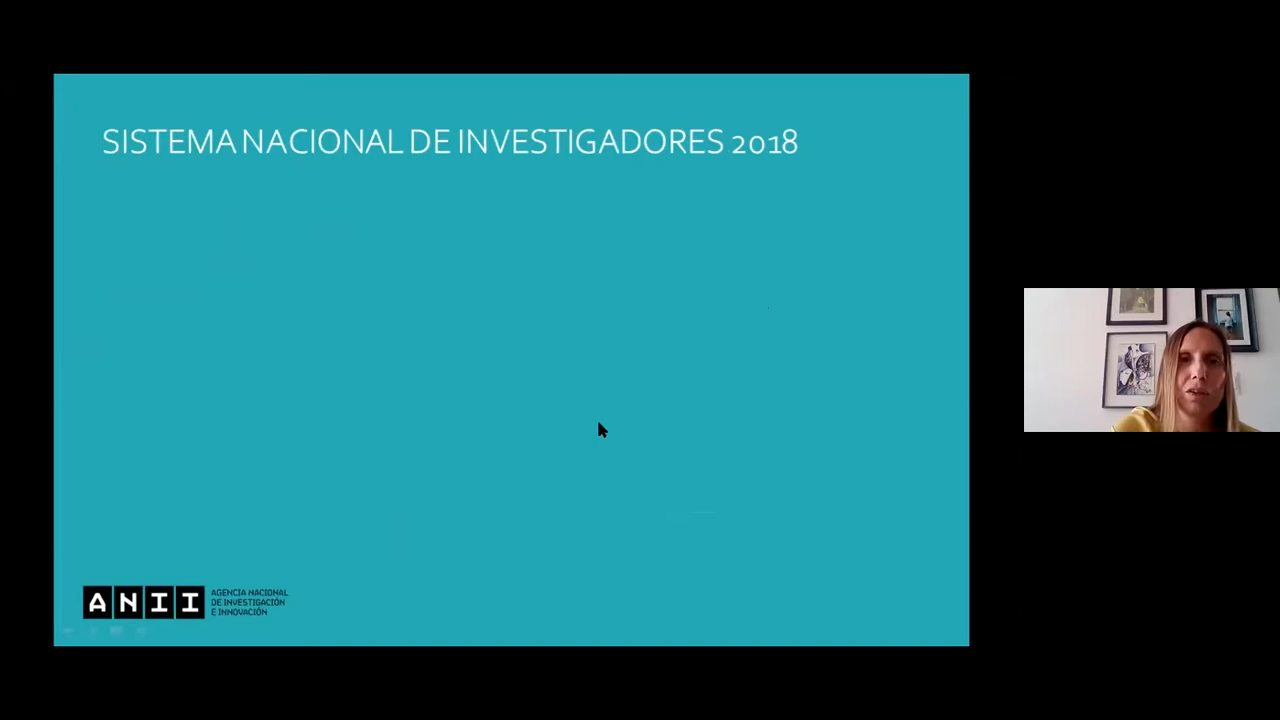 SISTEMA NACIONAL DE INVESTIGADORES 2018
ANII
AGENCIA NACIONAL
DE INVESTIGACIÓN
E INNOVACIÓN